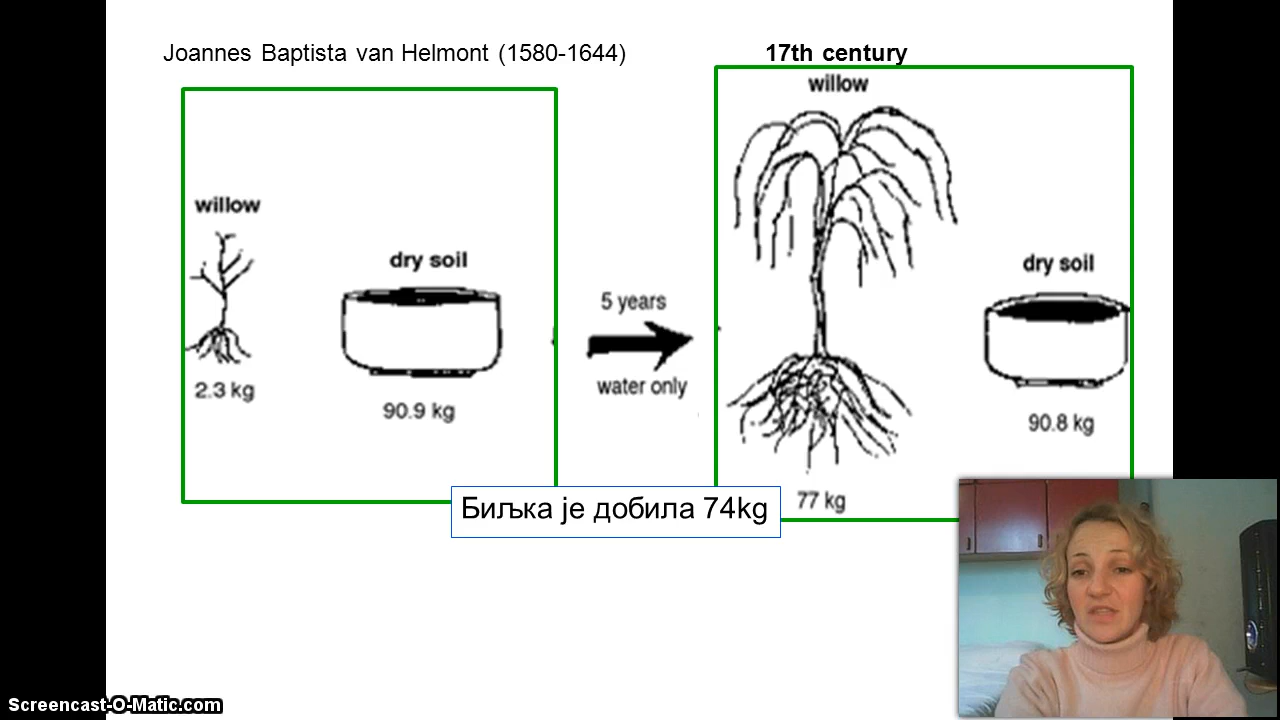 Joannes Baptista van Helmont (1580-1644)
17th century
willow
dry soil
2.3 kg
90.9 kg
5 years
water only
willow
dry soil
90.8 kg
77 kg
Биљка је добила 74kg
Screencast-O-Matic.com